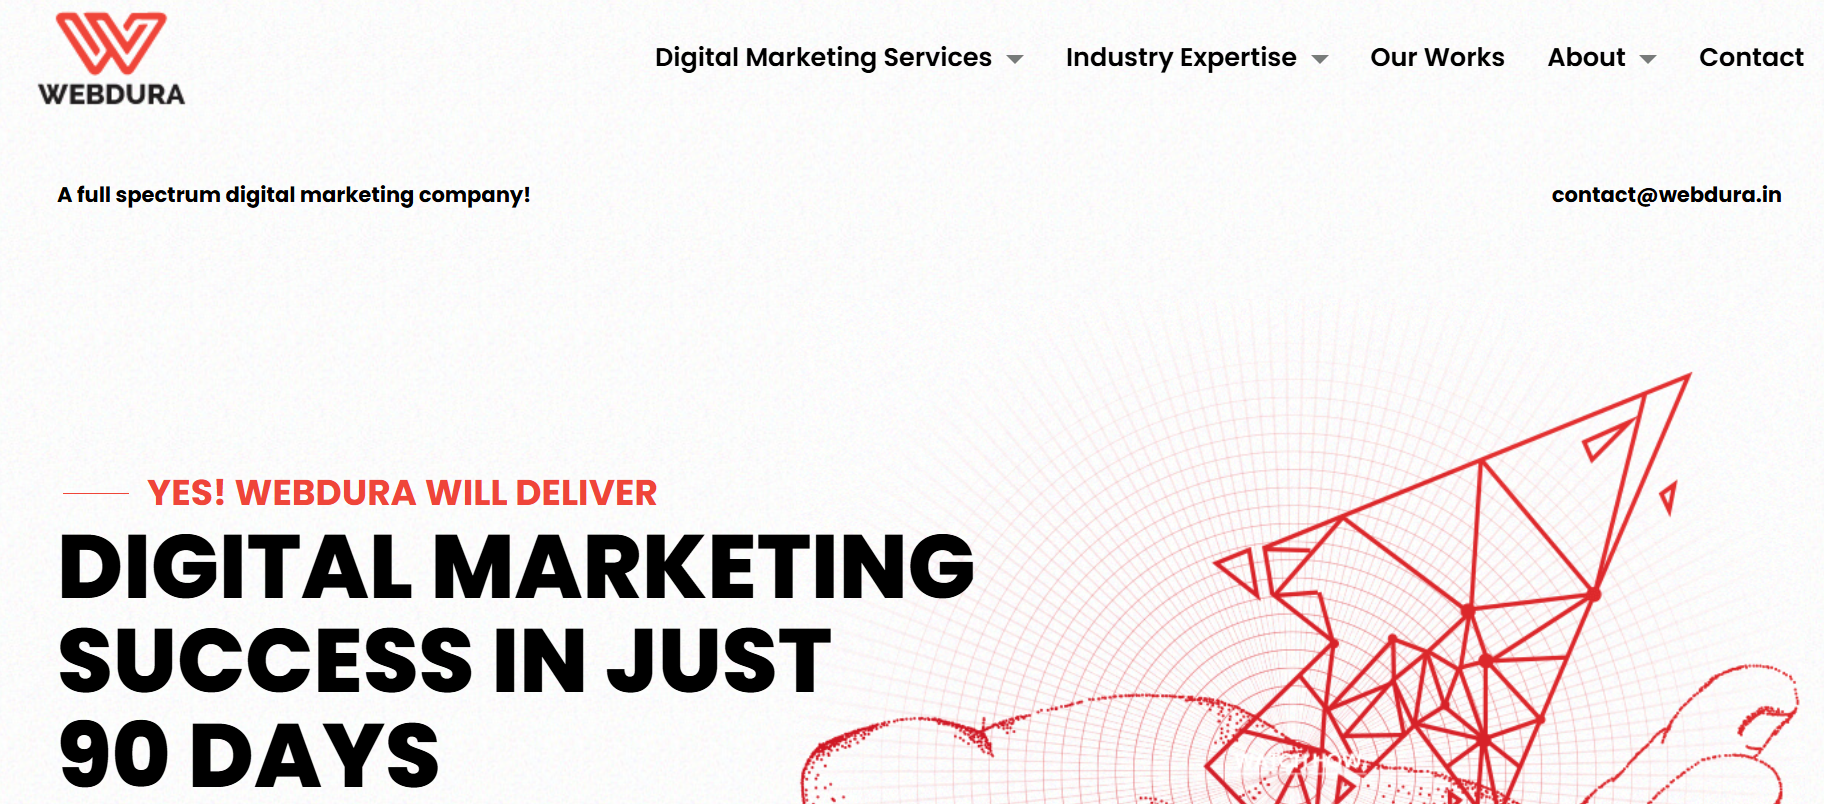 WEBDURA
Digital Marketing Services
Industry Expertise
Our Works
About
Contact
A full spectrum digital marketing company!
contact@webdura.in
YES! WEBDURA WILL DELIVER
DIGITAL MARKETING
SUCCESS IN JUST
90 DAYS